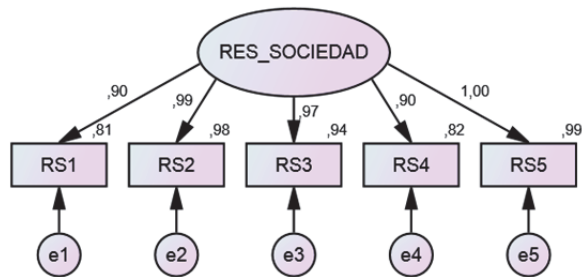 RES_SOCIEDAD
,90
,99
,97
,90
1,00
,81
,98
,94
,82
,99
RS1
RS2
RS3
RS4
RS5
e1
e2
e3
e4
e5